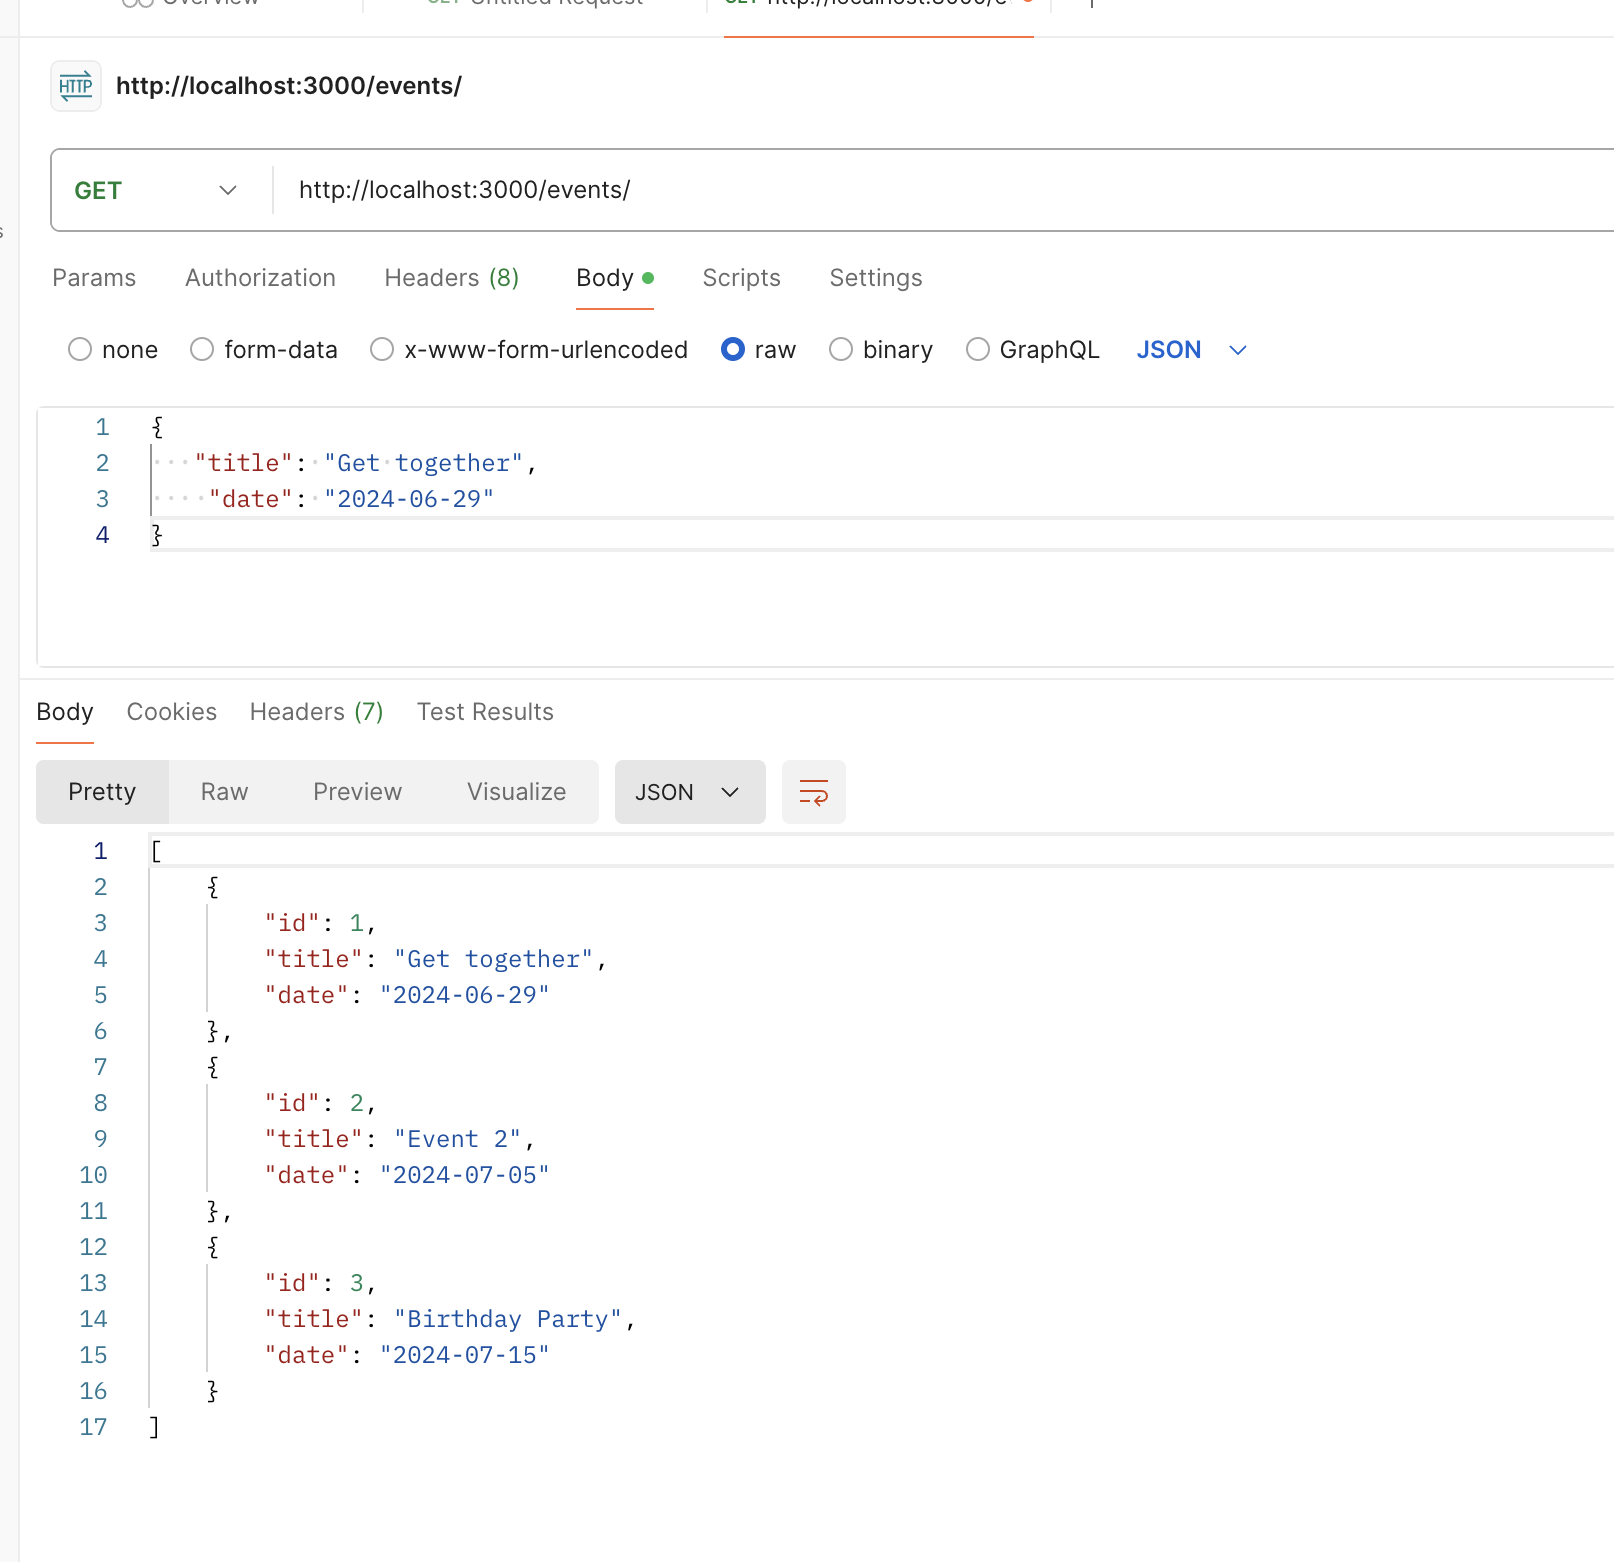 Overview
GET Untitled Request
GET http://localhost:3000/e
http://localhost:3000/events/
GET
http://localhost:3000/events/
Params Authorization Headers (8) Body Scripts Settings
none form-data x-www-form-urlencoded raw binary GraphQL JSON
1 {
2 "title": "Get together",
3 "date": "2024-06-29"
4 }
Body Cookies Headers (7) Test Results
Pretty Raw Preview Visualize JSON
1 [
2 {
3 "id": 1,
4 "title": "Get together",
5 "date": "2024-06-29"
6 },
7 {
8 "id": 2,
9 "title": "Event 2",
10 "date": "2024-07-05"
11 },
12 {
13 "id": 3,
14 "title": "Birthday Party",
15 "date": "2024-07-15"
16 }
17 ]